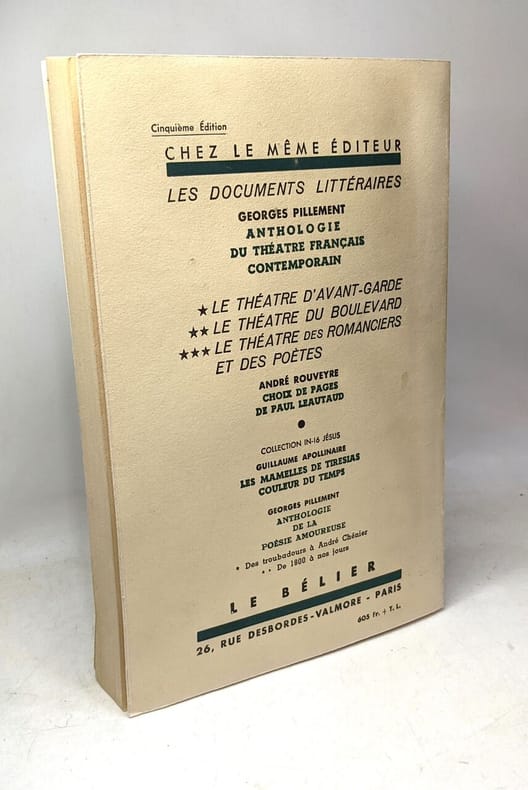 Cinquième Édition
CHEZ LE MÊME ÉDITEUR
LES DOCUMENTS LITTÉRAIRES
GEORGES PILLEMENT
ANTHOLOGIE
DU THÉATRE FRANÇAIS
CONTEMPORAIN
★ LE THÉATRE D'AVANT-GARDE
★★ LE THÉATRE DU BOULEVARD
★★★ LE THÉATRE DES ROMANCIERS
ET DES POÈTES
ANDRÉ ROUVEYRE
CHOIX DE PAGES
DE PAUL LEAUTAUD
●
COLLECTION IN-16 JÉSUS
GUILLAUME APOLLINAIRE
LES MAMELLES DE TIRESIAS
COULEUR DU TEMPS
GEORGES PILLEMENT
ANTHOLOGIE
DE LA
POÉSIE AMOUREUSE
* Des troubadours à André Chénier
* * De 1800 à nos jours
LE BÉLIER
26, RUE DESBORDES-VALMORE - PARIS
605 Fr. + T. L.